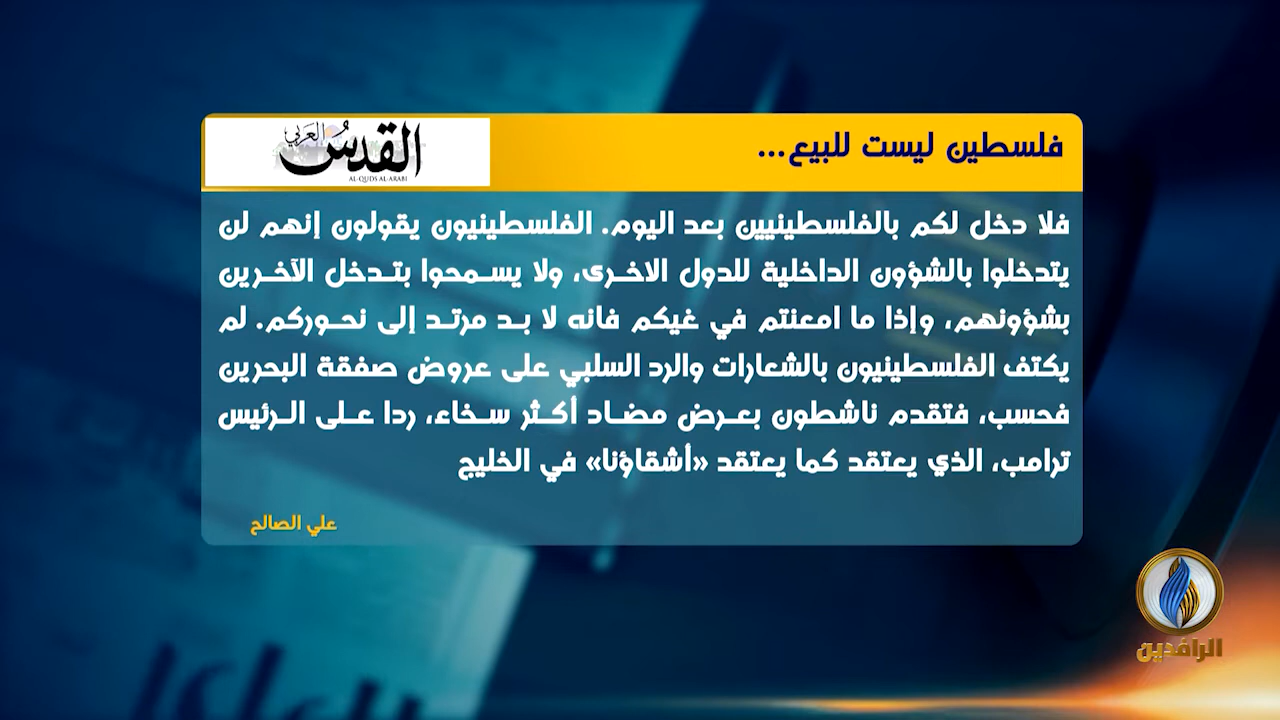 فلسطين ليست للبيع...
القدس العربي
AL-QUDS AL-ARABI
فلا دخل لكم بالفلسطينيين بعد اليوم. الفلسطينيون يقولون إنهم لن
يتدخلوا بالشؤون الداخلية للدول الاخرى، ولا يسمحوا بتدخل الآخرين
بشؤونهم، وإذا ما امعنتم في غيكم فانه لا بد مرتد إلى نحوركم. لم
يكتف الفلسطينيون بالشعارات والرد السلبي على عروض صفقة البحرين
فحسب، فتقدم ناشطون بعرض مضاد أكثر سخاء، ردا على الرئيس
ترامب، الذي يعتقد كما يعتقد «أشقاؤنا» في الخليج
علي الصالح
الرافدين